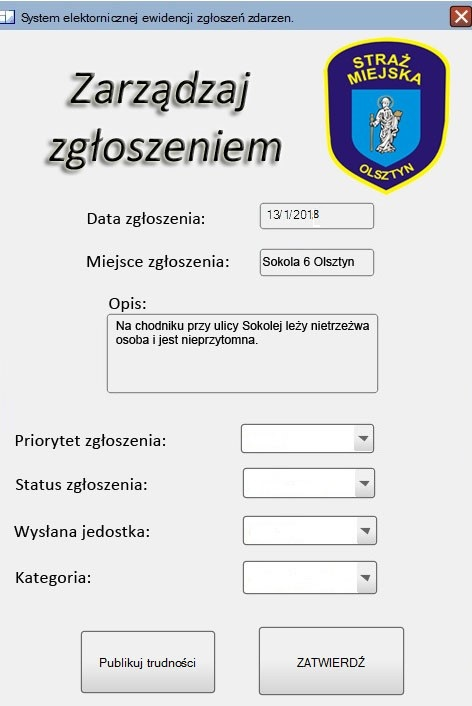 System elektornicznej ewidencji zgłoszeń zdarzen.
Zarządzaj
zgłoszeniem
STRAŻ
MIEJSKA
OLSZTYN
Data zgłoszenia:
13/1/2018
Miejsce zgłoszenia:
Sokola 6 Olsztyn
Opis:
Na chodniku przy ulicy Sokolej leży nietrzeżwa
osoba i jest nieprzytomna.
Priorytet zgłoszenia:
Status zgłoszenia:
Wysłana jedostka:
Kategoria:
Publikuj trudności
ZATWIERDŹ